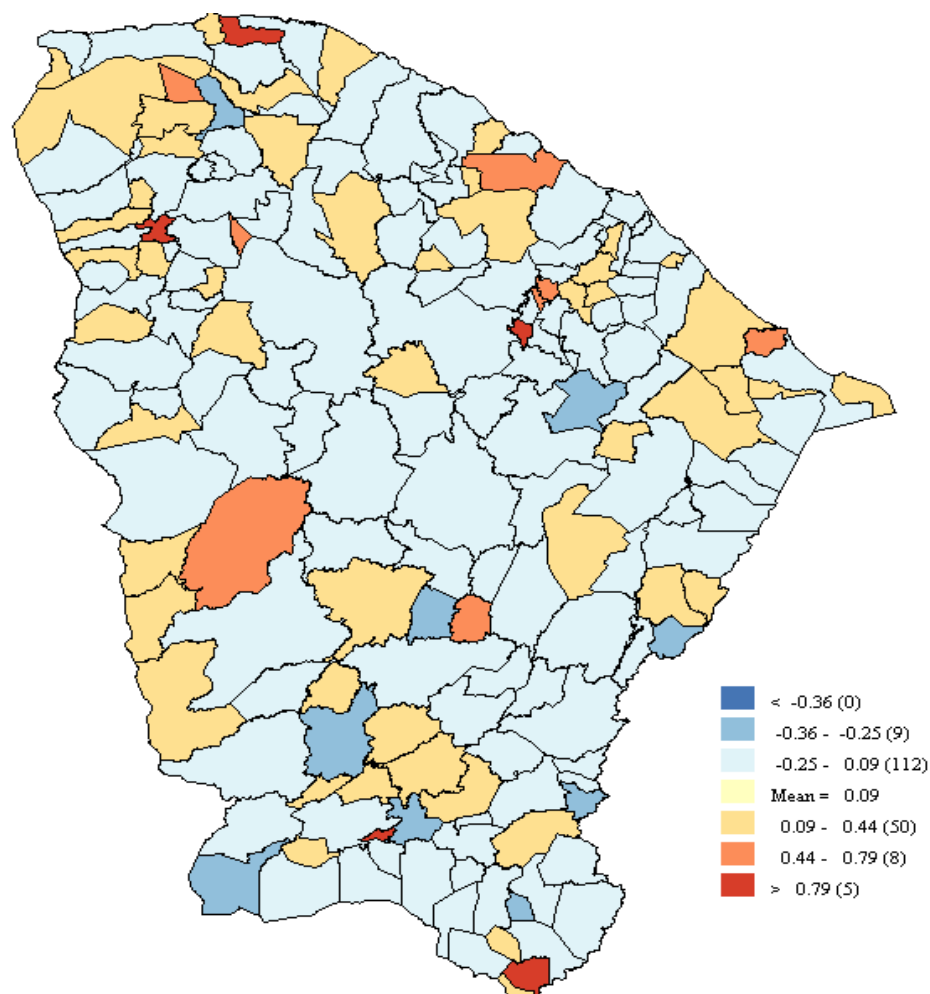 < -0.36 (0)
-0.36 - -0.25 (9)
-0.25 - 0.09 (112)
Mean = 0.09
0.09 - 0.44 (50)
0.44 - 0.79 (8)
> 0.79 (5)